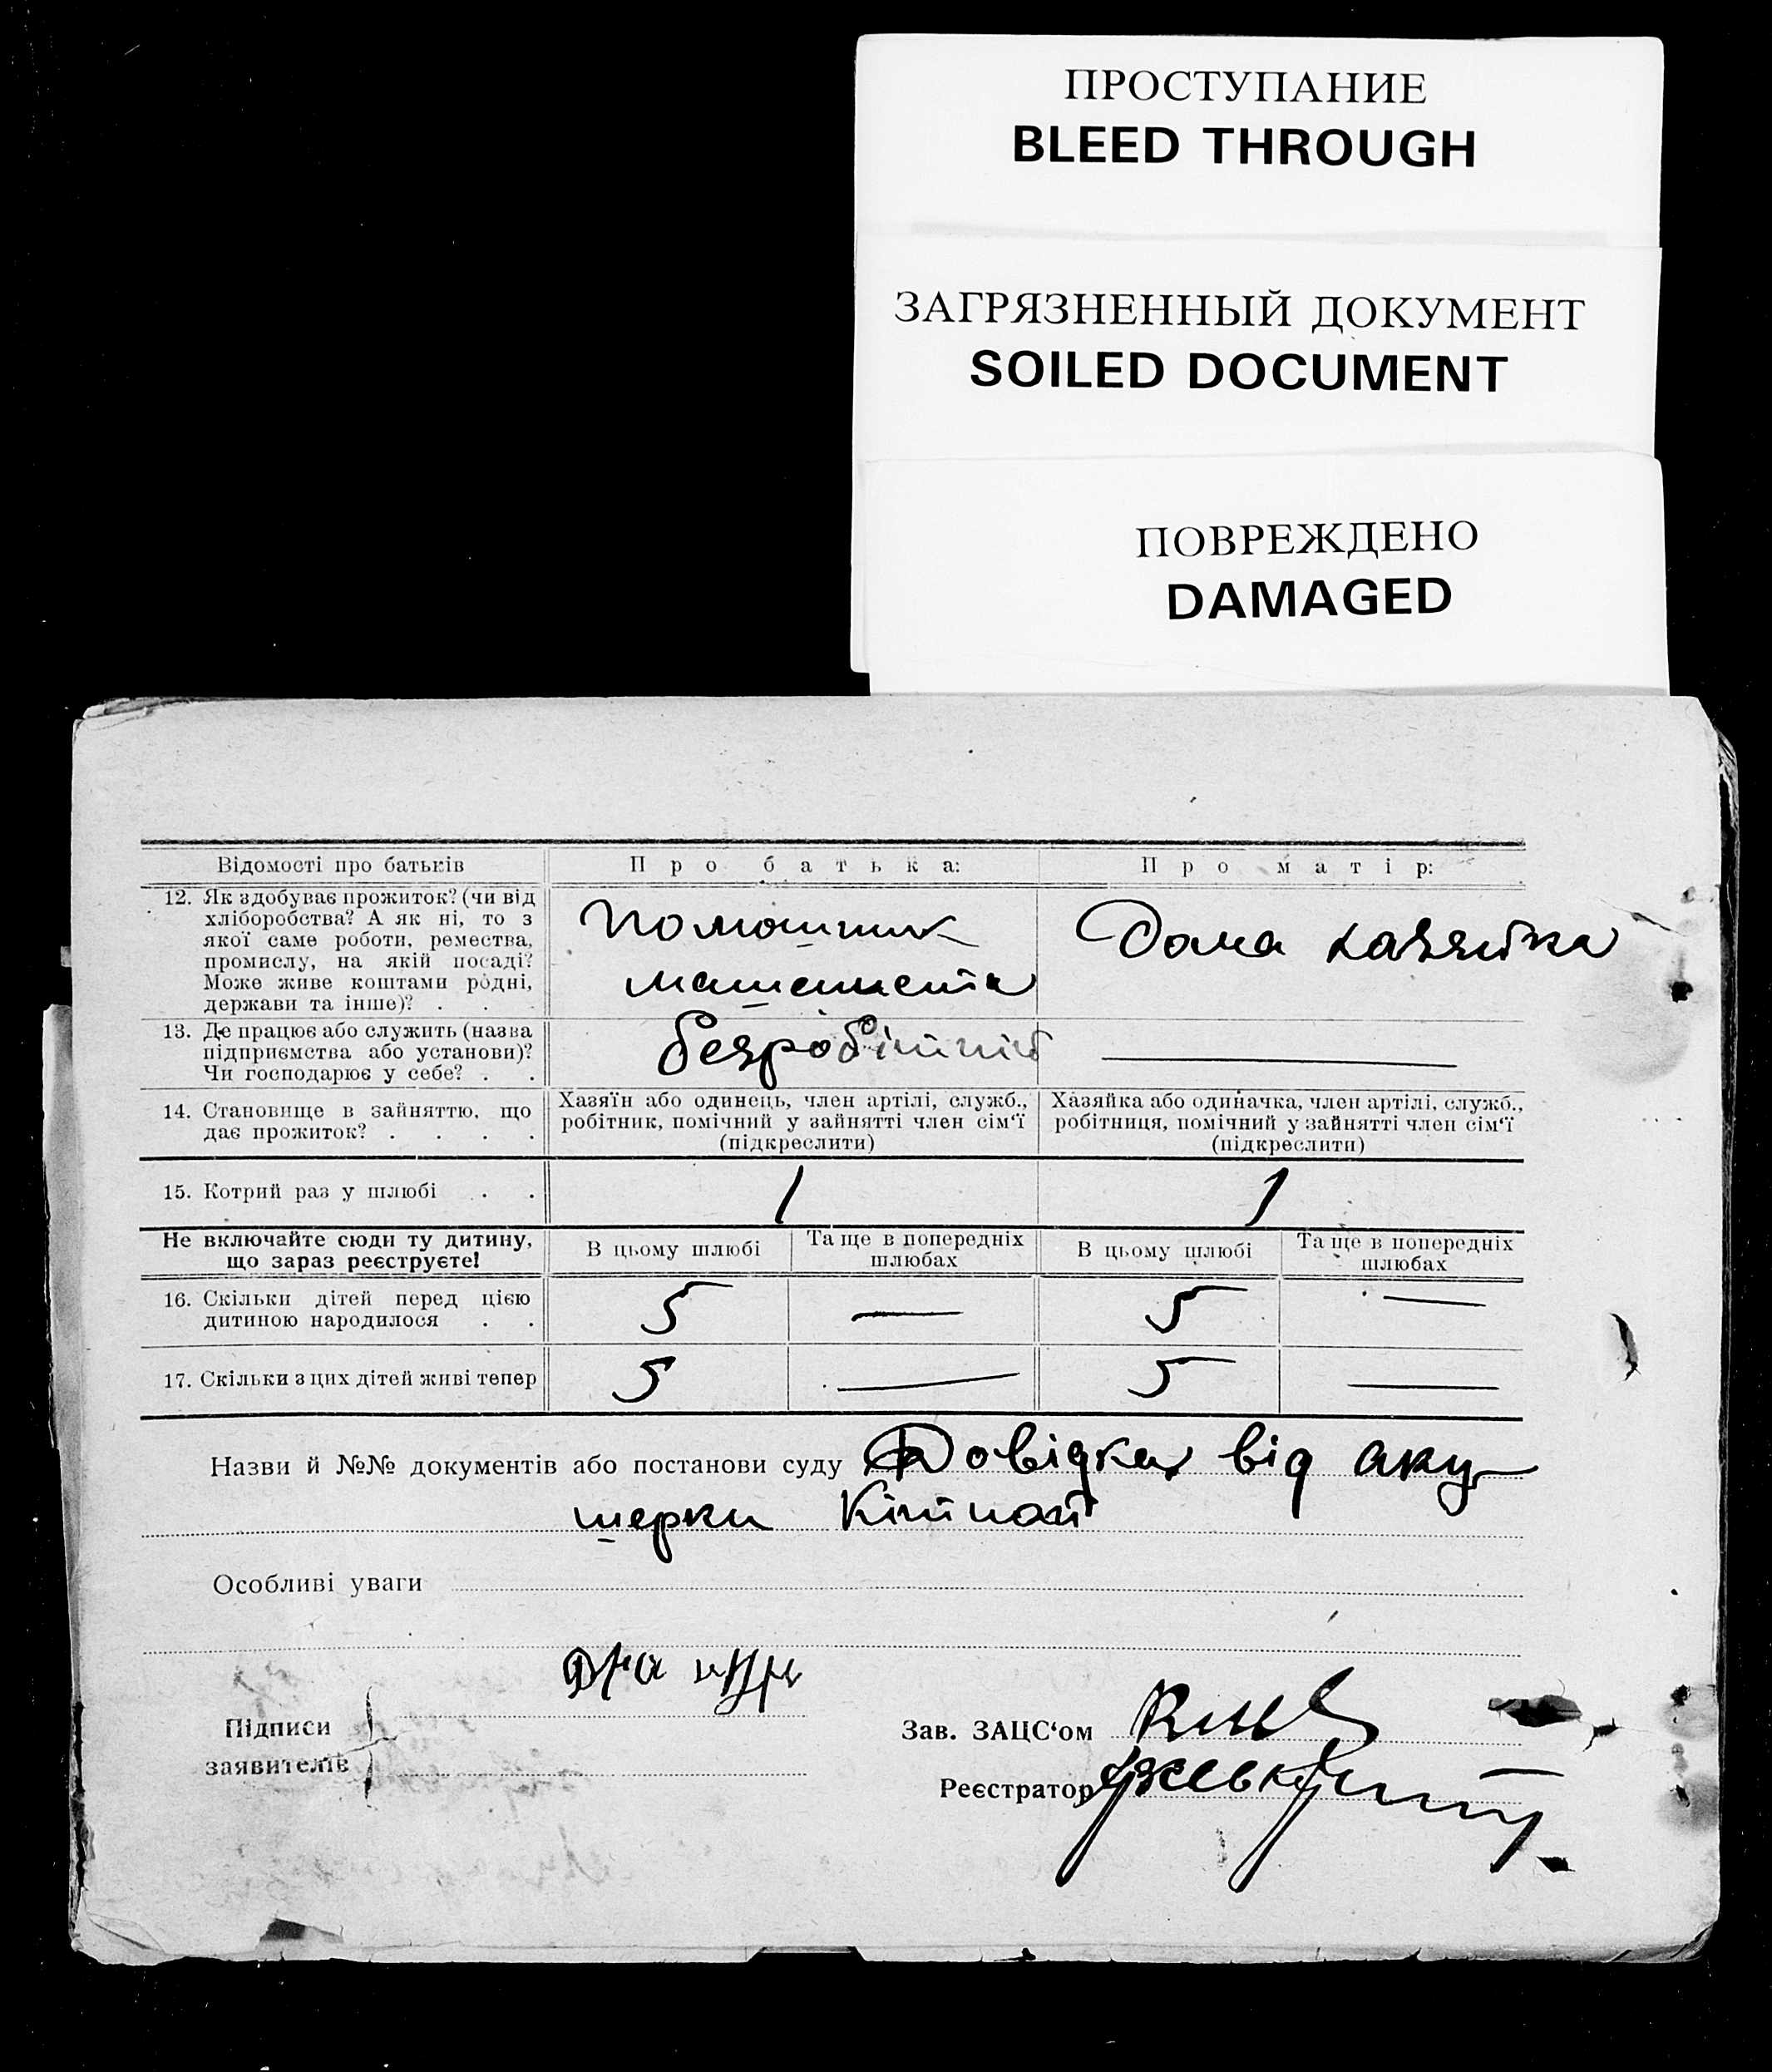 ПРОСТУПАНИЕ
BLEED THROUGH
ЗАГРЯЗНЕННЫЙ ДОКУМЕНТ
SOILED DOCUMENT
ПОВРЕЖДЕНО
DAMAGED
Відомості про батьків Про батька: Про матір:
12. Як здобуває прожиток? (чи від
хліборобства? А як ні, то з
якої саме роботи, ремества,
промислу, на якій посаді?
Може живе коштами рόдні,
держави та інше)? . . .
Помошник
машениста
Дома хазяйка
13. Де працює або служить (назва
підприємства або установи)?
Чи господарює у себе? . .
безробітний
14. Становище в зайняттю, що
дає прожиток? . . . .
Хазяїн або одинець, член артілі, служб.,
робітник, помічний у зайнятті член сім‘ї
(підкреслити)
Хазяйка або одиначка, член артілі, служб.,
робітниця, помічний у зайнятті член сім‘ї
(підкреслити)
15. Котрий раз у шлюбі . . 1 1
Не включайте сюди ту дитину,
що зараз реєструєте!
В цьому шлюбі
Та ще в попередніх
шлюбах
В цьому шлюбі
Та ще в попередніх
шлюбах
16. Скільки дітей перед цією
дитиною народилося . .
5 — 5 —
17. Скільки з цих дітей живі тепер 5 — 5 —
Назви й №№ документів або постанови суду Довідка від аку-
шерки
Особливі уваги
Підписи
заявителів
Зав. ЗАЦС‘ом
Реєстратор